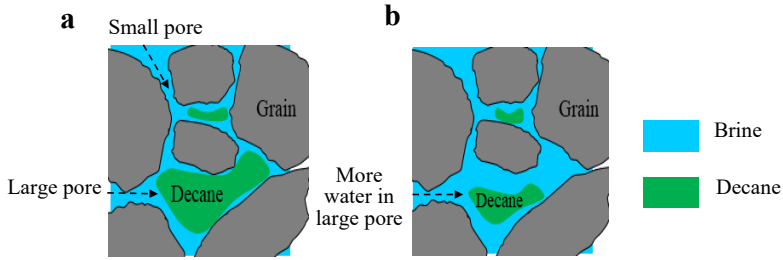 a
Small pore
Grain
Large pore
Decane
b
Grain
More
water in
large pore
Decane
Brine
Decane